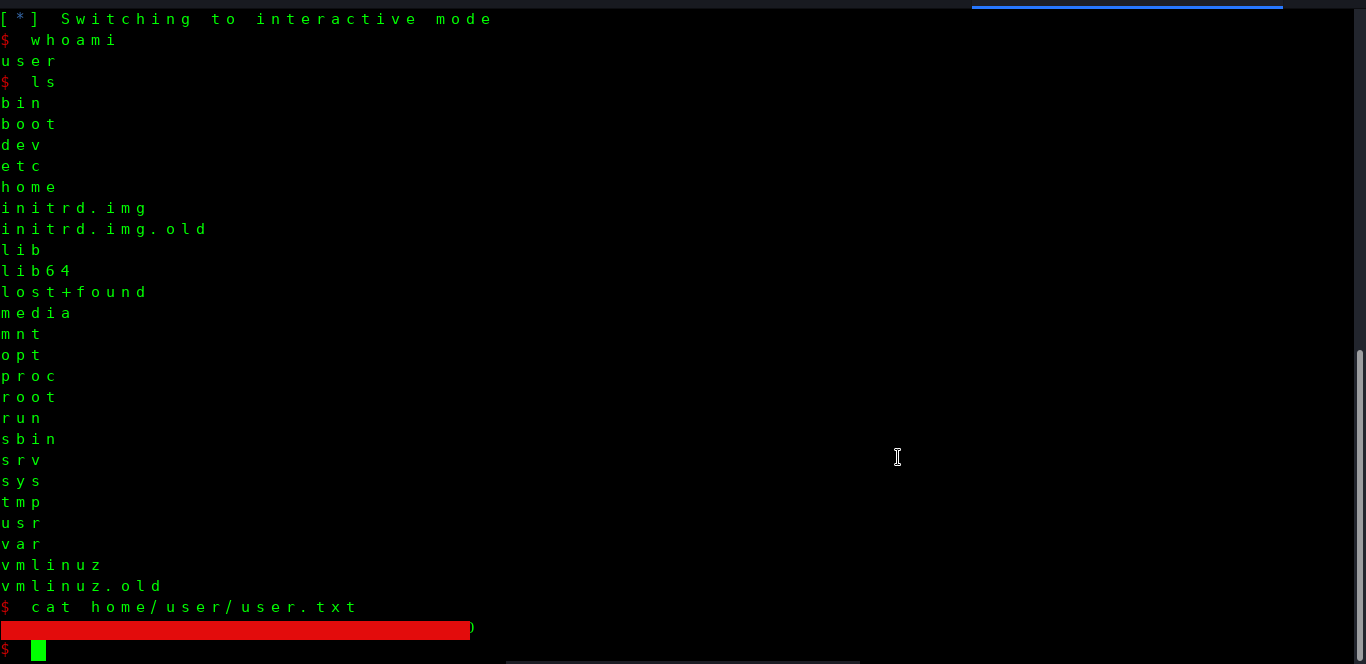 [*] Switching to interactive mode
$ whoami
user
$ ls
bin
boot
dev
etc
home
initrd.img
initrd.img.old
lib
lib64
lost+found
media
mnt
opt
proc
root
run
sbin
srv
sys
tmp
usr
var
vmlinuz
vmlinuz.old
$ cat home/user/user.txt
$